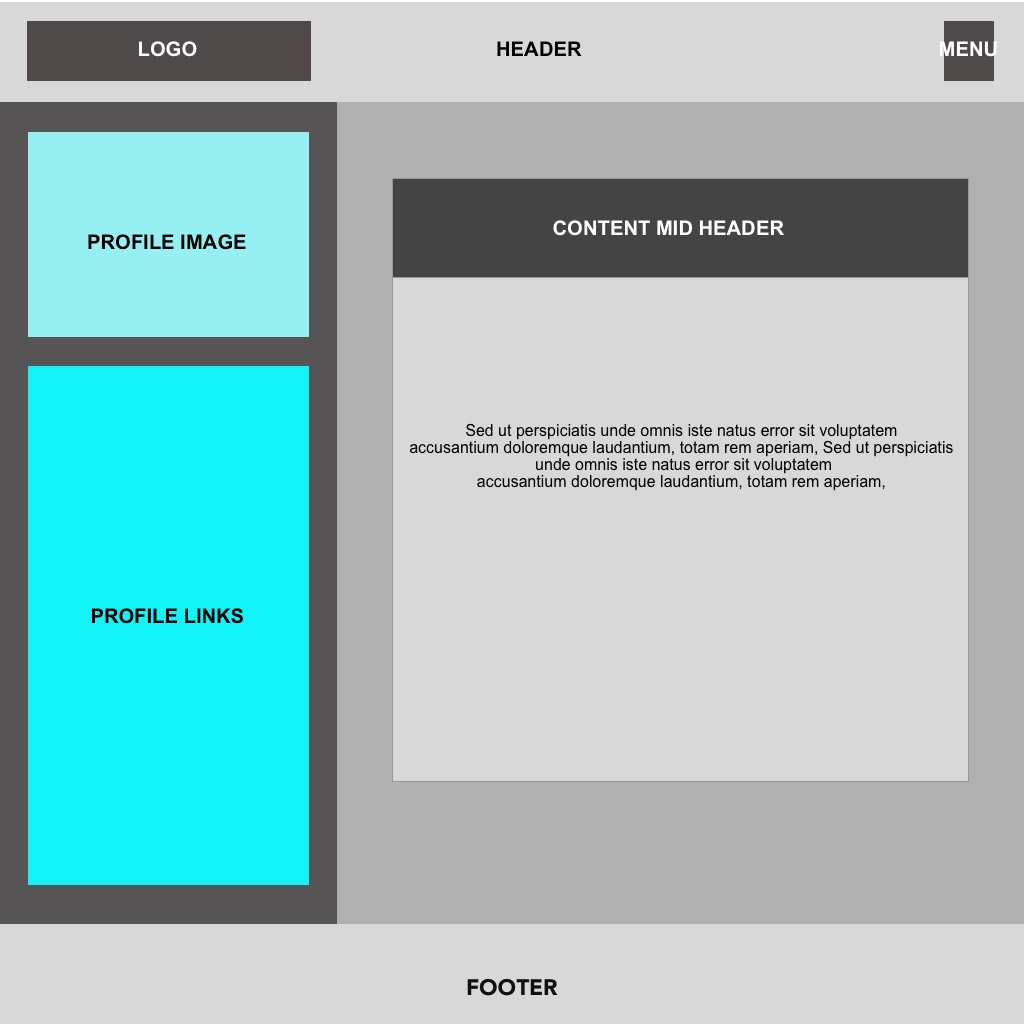 LOGO
HEADER
MENU
PROFILE IMAGE
CONTENT MID HEADER
Sed ut perspiciatis unde omnis iste natus error sit voluptatem
accusantium doloremque laudantium, totam rem aperiam, Sed ut perspiciatis
unde omnis iste natus error sit voluptatem
accusantium doloremque laudantium, totam rem aperiam,
PROFILE LINKS
FOOTER